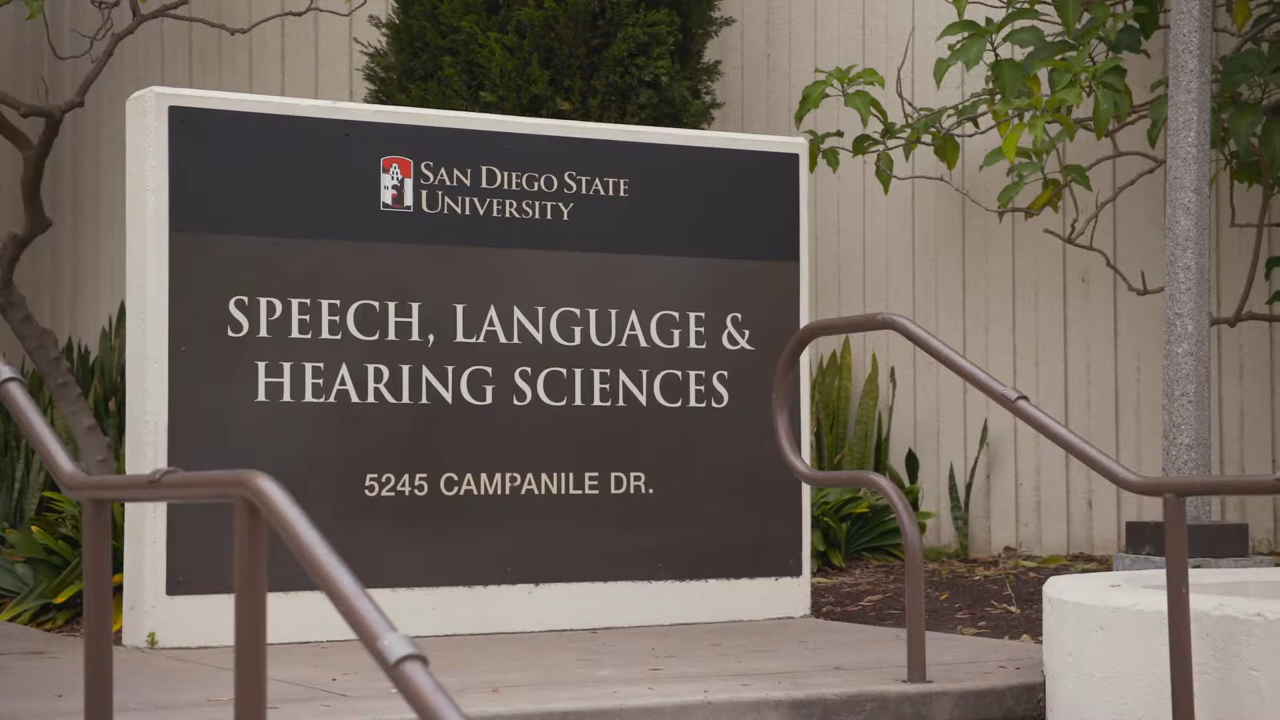 SAN DIEGO STATE
UNIVERSITY
SPEECH, LANGUAGE &
HEARING SCIENCES
5245 CAMPANILE DR.